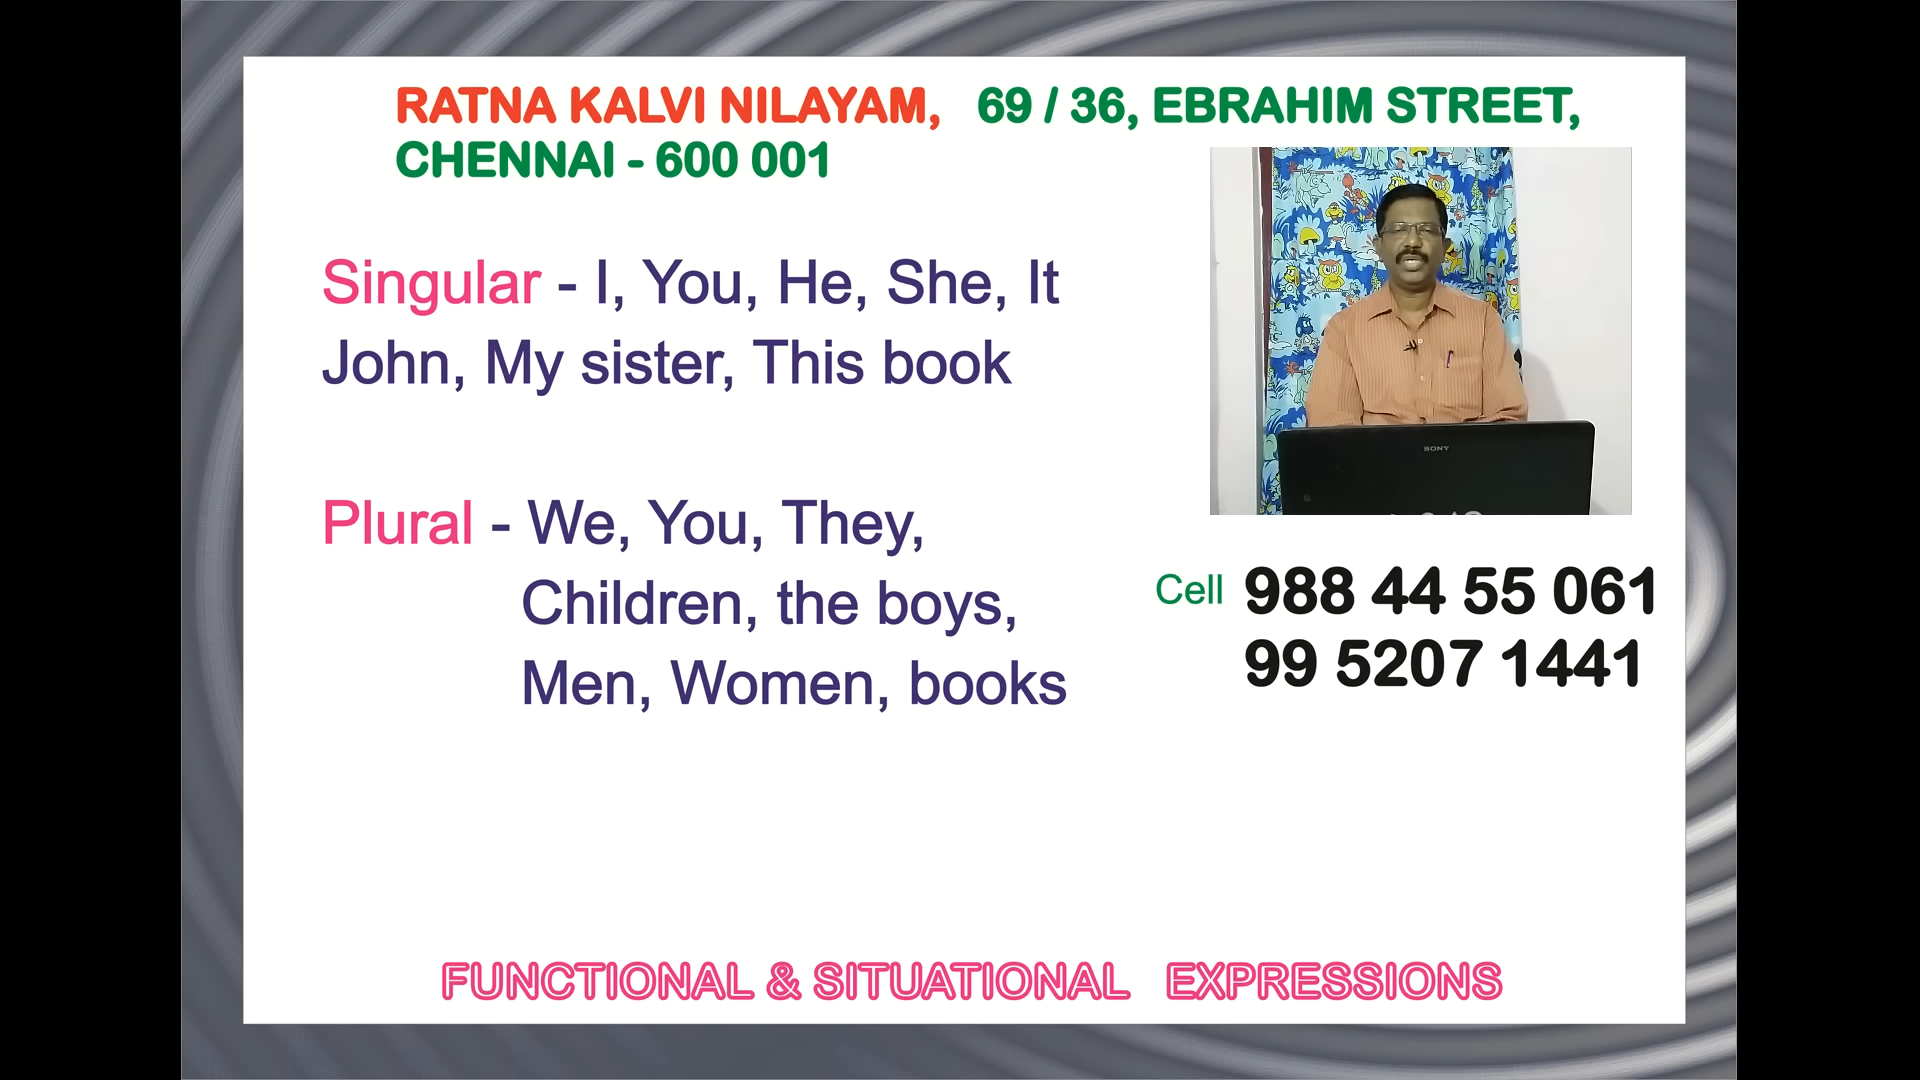 RATNA KALVI NILAYAM, 69 / 36, EBRAHIM STREET,
CHENNAI - 600 001
Singular - I, You, He, She, It
John, My sister, This book
Plural - We, You, They,
Children, the boys,
Men, Women, books
SONY
Cell 988 44 55 061
99 5207 1441
FUNCTIONAL & SITUATIONAL EXPRESSIONS